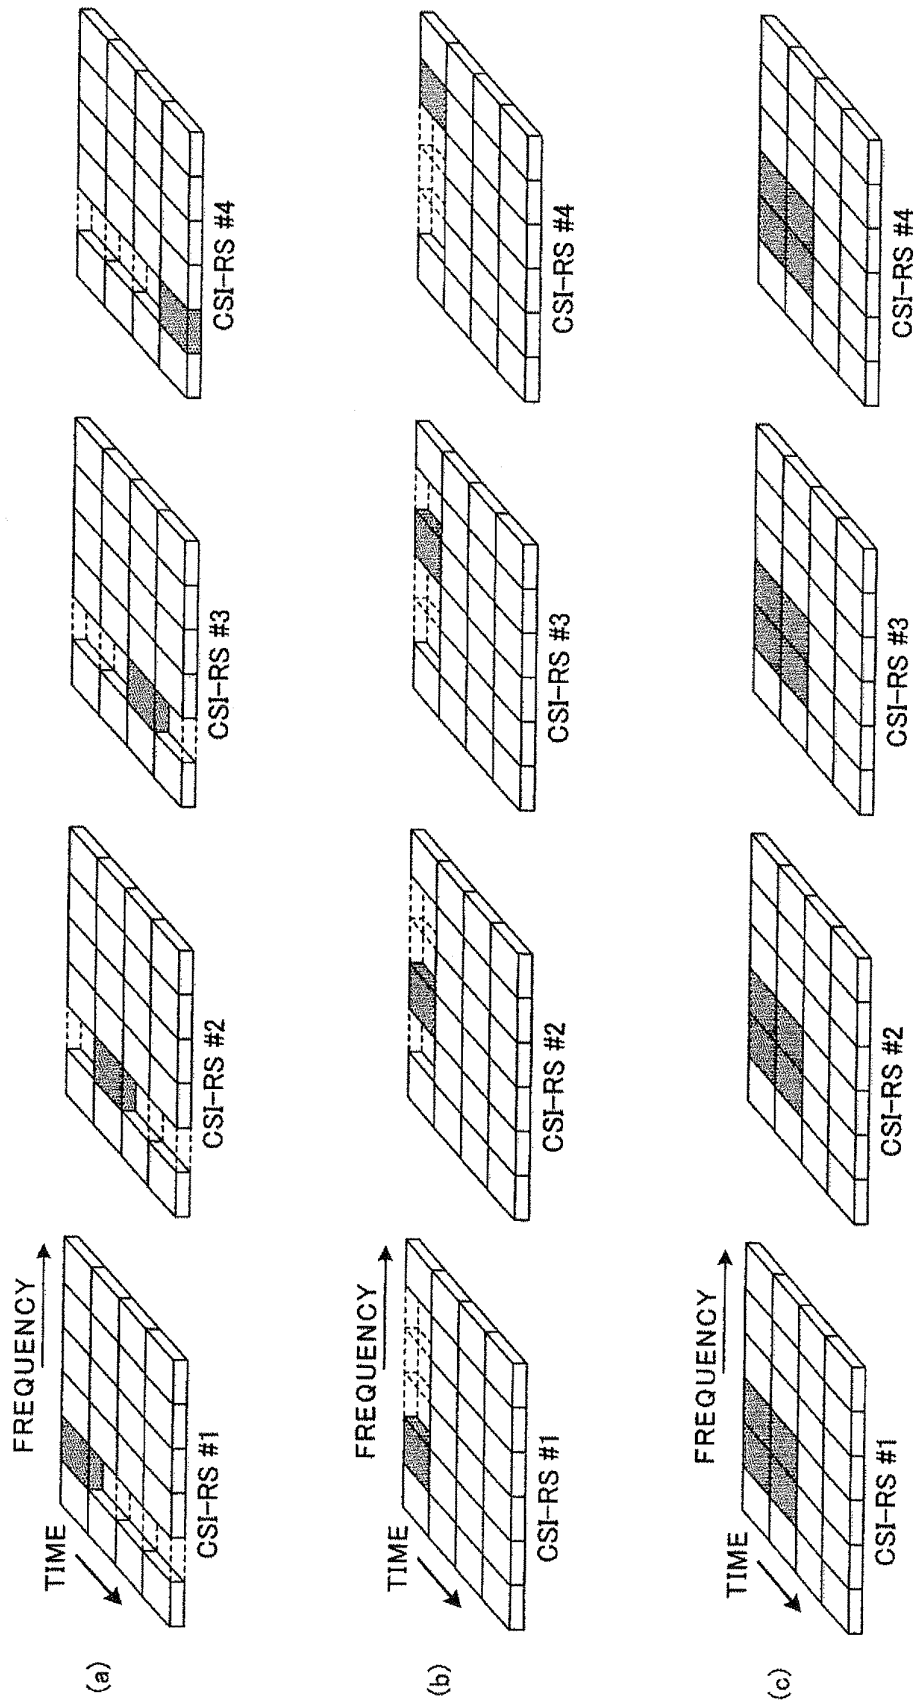 (a)
TIME
FREQUENCY
CSI-RS #1
CSI-RS #2
CSI-RS #3
CSI-RS #4
(b)
TIME
FREQUENCY
CSI-RS #1
CSI-RS #2
CSI-RS #3
CSI-RS #4
(c)
TIME
FREQUENCY
CSI-RS #1
CSI-RS #2
CSI-RS #3
CSI-RS #4